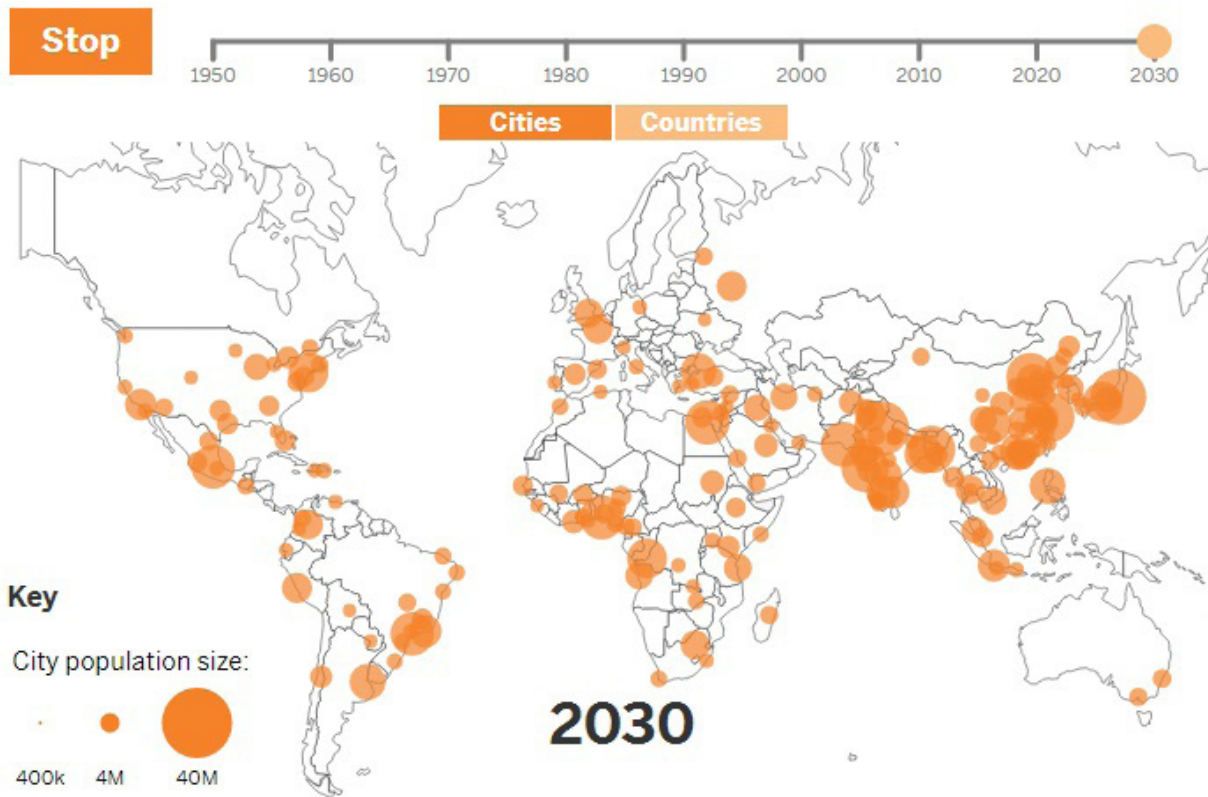 Stop
1950 1960 1970 1980 1990 2000 2010 2020 2030
Cities Countries
Key
City population size:
2030
400k 4M 40M